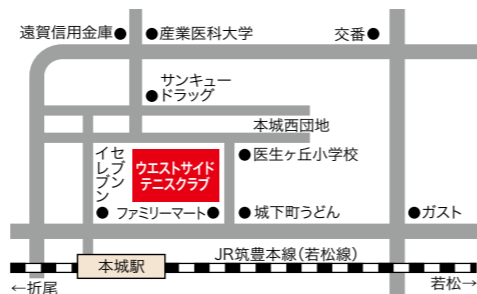 遠賀信用金庫
産業医科大学
交番
サンキュー
ドラッグ
本城西団地
セブン
イレブン
ウエストサイド
テニスクラブ
医生ヶ丘小学校
ファミリーマート
城下町うどん
ガスト
JR筑豊本線（若松線）
本城駅
←折尾
若松→